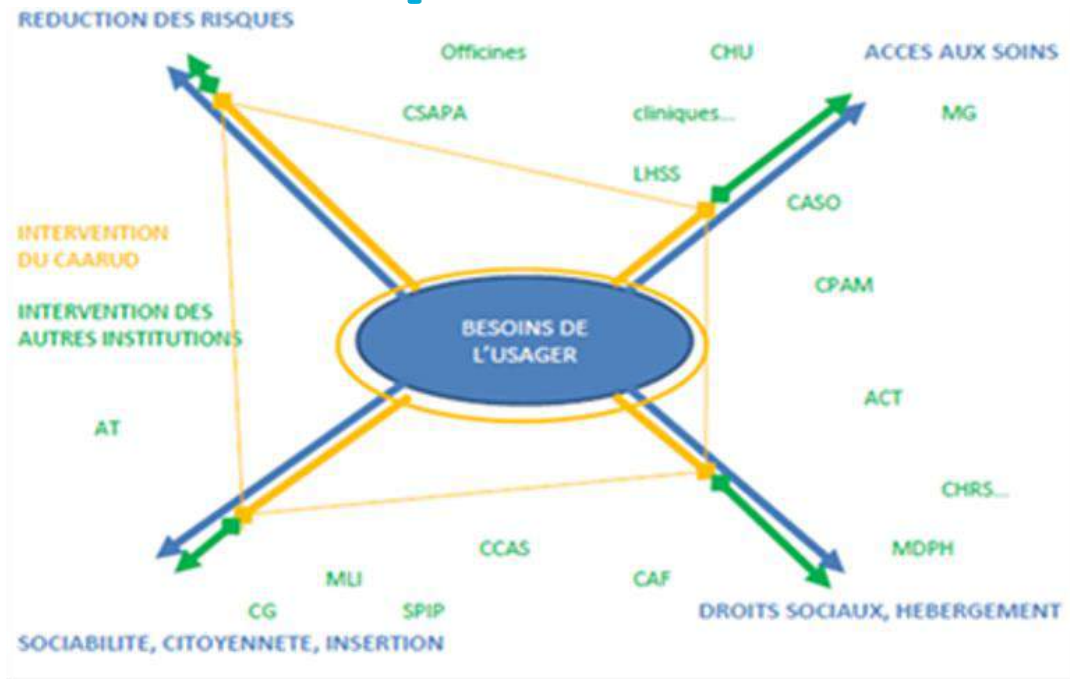 REDUCTION DES RISQUES
Officines
CHU
ACCES AUX SOINS
CSAPA
cliniques...
MG
LHSS
CASO
INTERVENTION
DU CAARUD
CPAM
INTERVENTION DES
AUTRES INSTITUTIONS
BESOINS DE
L'USAGER
ACT
AT
CHRS...
CCAS
MDPH
MLI
CAF
CG
SPIP
DROITS SOCIAUX, HEBERGEMENT
SOCIABILITE, CITOYENNETE, INSERTION